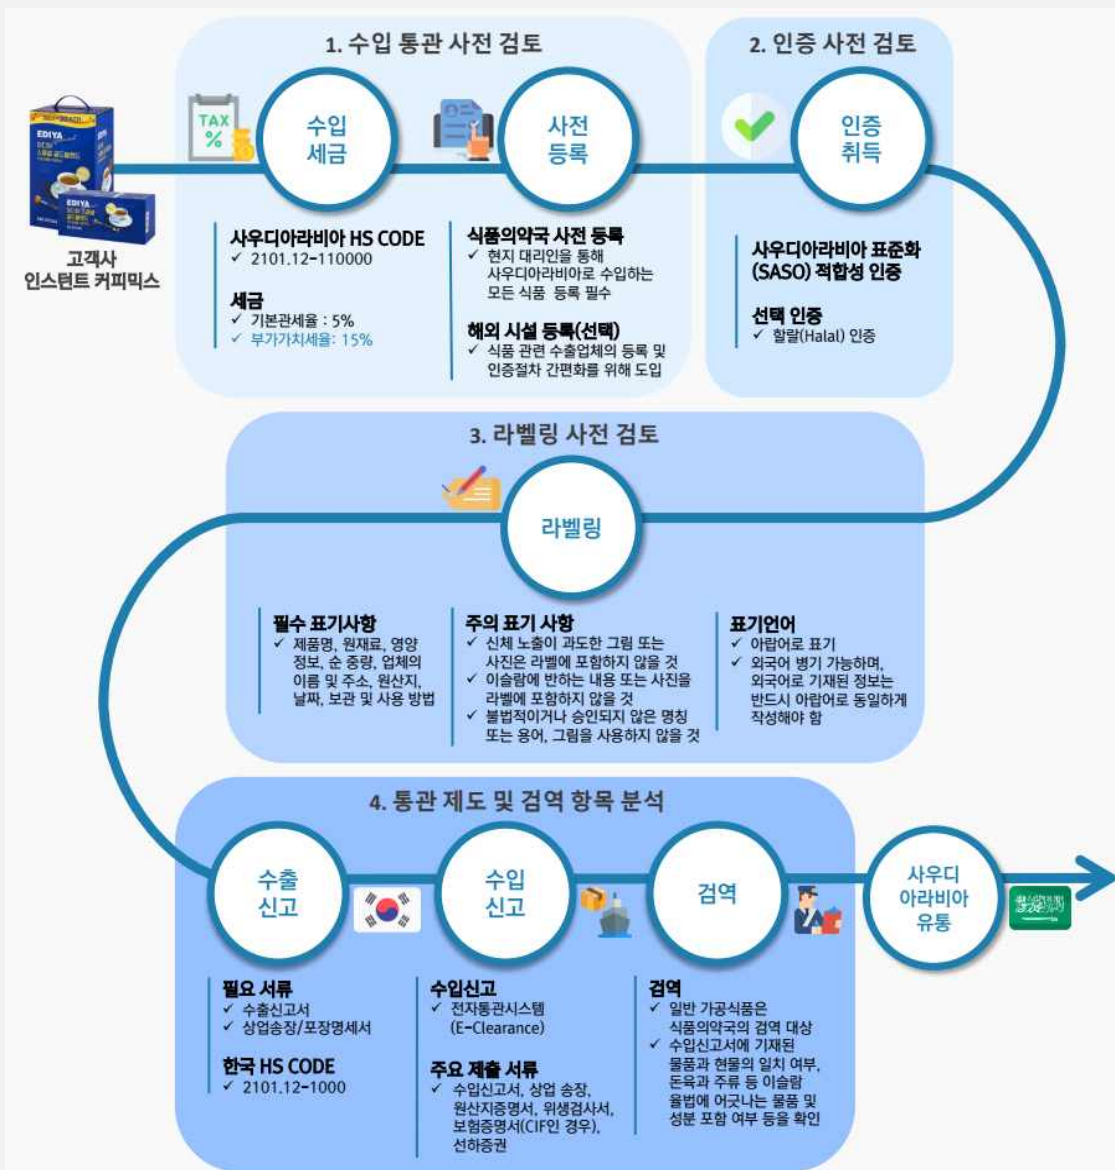 1. 수입 통관 사전 검토
TAX
%
수입
세금
사전
등록
2. 인증 사전 검토
인증
취득
EDIYA
EDIYA
고객사
인스턴트 커피믹스
사우디아라비아 HS CODE
✓ 2101.12-110000
세금
✓ 기본관세율 : 5%
✓ 부가가치세율: 15%
식품의약국 사전 등록
✓ 현지 대리인을 통해
사우디아라비아로 수입하는
모든 식품 등록 필수
해외 시설 등록(선택)
✓ 식품 관련 수출업체의 등록 및
인증절차 간편화를 위해 도입
사우디아라비아 표준화
(SASO) 적합성 인증
선택 인증
✓ 할랄(Halal) 인증
3. 라벨링 사전 검토
라벨링
필수 표기사항
✓ 제품명, 원재료, 영양
정보, 순 중량, 업체의
이름 및 주소, 원산지,
날짜, 보관 및 사용 방법
주의 표기 사항
✓ 신체 노출이 과도한 그림 또는
사진은 라벨에 포함하지 않을 것
✓ 이슬람에 반하는 내용 또는 사진을
라벨에 포함하지 않을 것
✓ 불법적이거나 승인되지 않은 명칭
또는 용어, 그림을 사용하지 않을 것
표기언어
✓ 아랍어로 표기
✓ 외국어 병기 가능하며,
외국어로 기재된 정보는
반드시 아랍어로 동일하게
작성해야 함
4. 통관 제도 및 검역 항목 분석
수출
신고
수입
신고
검역
사우디
아라비아
유통
필요 서류
✓ 수출신고서
✓ 상업송장/포장명세서
한국 HS CODE
✓ 2101.12-1000
수입신고
✓ 전자통관시스템
(E-Clearance)
주요 제출 서류
✓ 수입신고서, 상업 송장,
원산지증명서, 위생검사서,
보험증명서(CIF인 경우),
선하증권
검역
✓ 일반 가공식품은
식품의약국의 검역 대상
✓ 수입신고서에 기재된
물품과 현물의 일치 여부,
돈육과 주류 등 이슬람
율법에 어긋나는 물품 및
성분 포함 여부 등을 확인